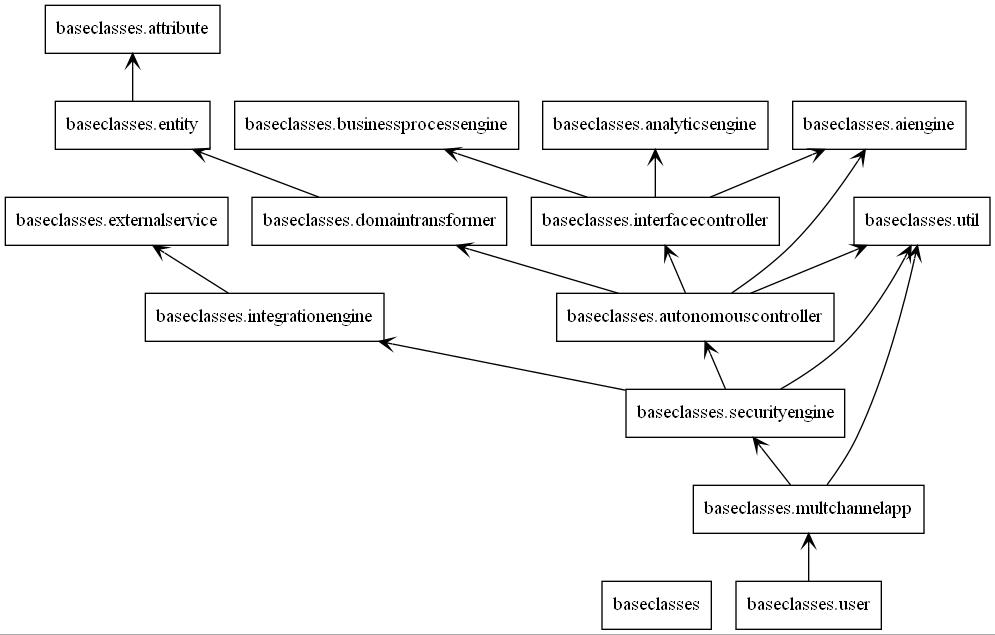 baseclasses.attribute
baseclasses.entity
baseclasses.businessprocessengine
baseclasses.analyticsengine
baseclasses.aiengine
baseclasses.externalservice
baseclasses.domaintransformer
baseclasses.interfacecontroller
baseclasses.util
baseclasses.integrationengine
baseclasses.autonomouscontroller
baseclasses.securityengine
baseclasses.multchannelapp
baseclasses
baseclasses.user